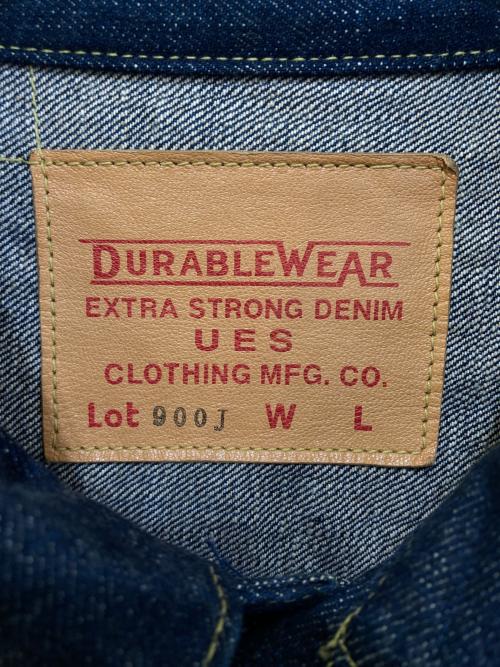 DURABLEWEAR
EXTRA STRONG DENIM
UES
CLOTHING MFG. CO.
Lot 900J W L